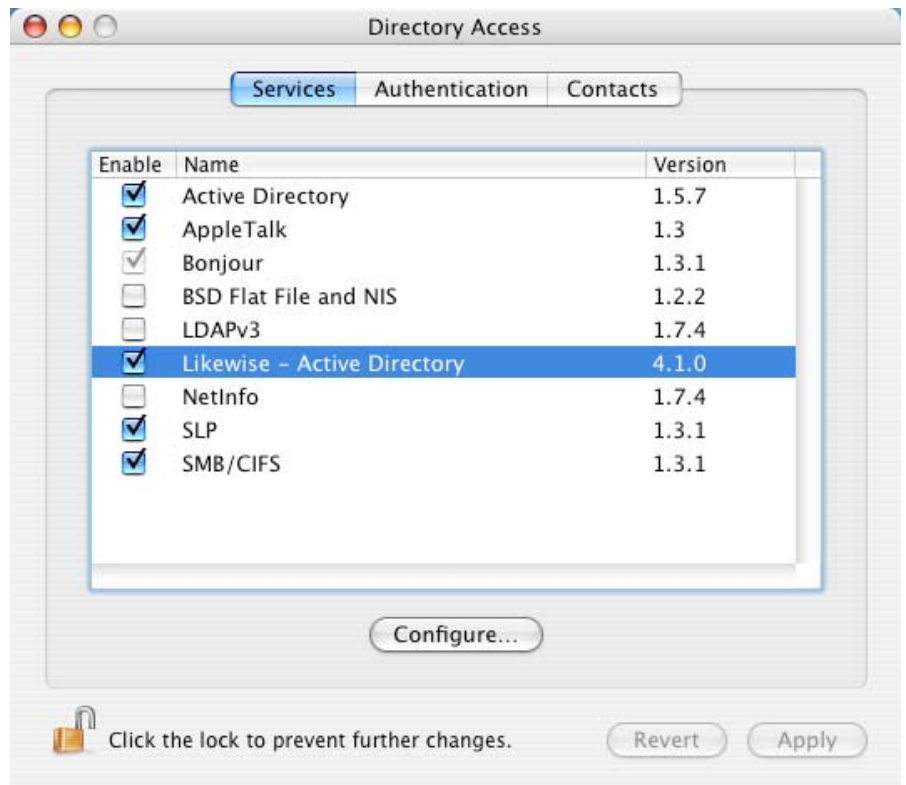 Directory Access
Services Authentication Contacts
Enable Name Version
Active Directory 1.5.7
AppleTalk 1.3
Bonjour 1.3.1
BSD Flat File and NIS 1.2.2
LDAPv3 1.7.4
Likewise – Active Directory 4.1.0
NetInfo 1.7.4
SLP 1.3.1
SMB/CIFS 1.3.1
Configure...
Click the lock to prevent further changes. Revert Apply